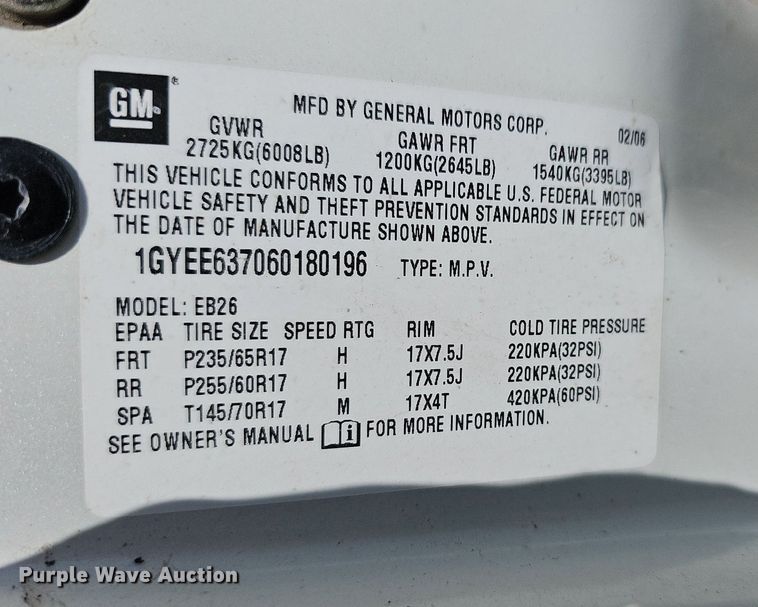 GM ®
MFD BY GENERAL MOTORS CORP. 02/06
GVWR GAWR FRT GAWR RR
2725KG(6008LB) 1200KG(2645LB) 1540KG(3395LB)
THIS VEHICLE CONFORMS TO ALL APPLICABLE U.S. FEDERAL MOTOR
VEHICLE SAFETY AND THEFT PREVENTION STANDARDS IN EFFECT ON
THE DATE OF MANUFACTURE SHOWN ABOVE.
1GYEE637060180196 TYPE: M.P.V.
MODEL: EB26
EPAA TIRE SIZE SPEED RTG RIM COLD TIRE PRESSURE
FRT P235/65R17 H 17X7.5J 220KPA(32PSI)
RR P255/60R17 H 17X7.5J 220KPA(32PSI)
SPA T145/70R17 M 17X4T 420KPA(60PSI)
SEE OWNER'S MANUAL i FOR MORE INFORMATION.
Purple Wave Auction